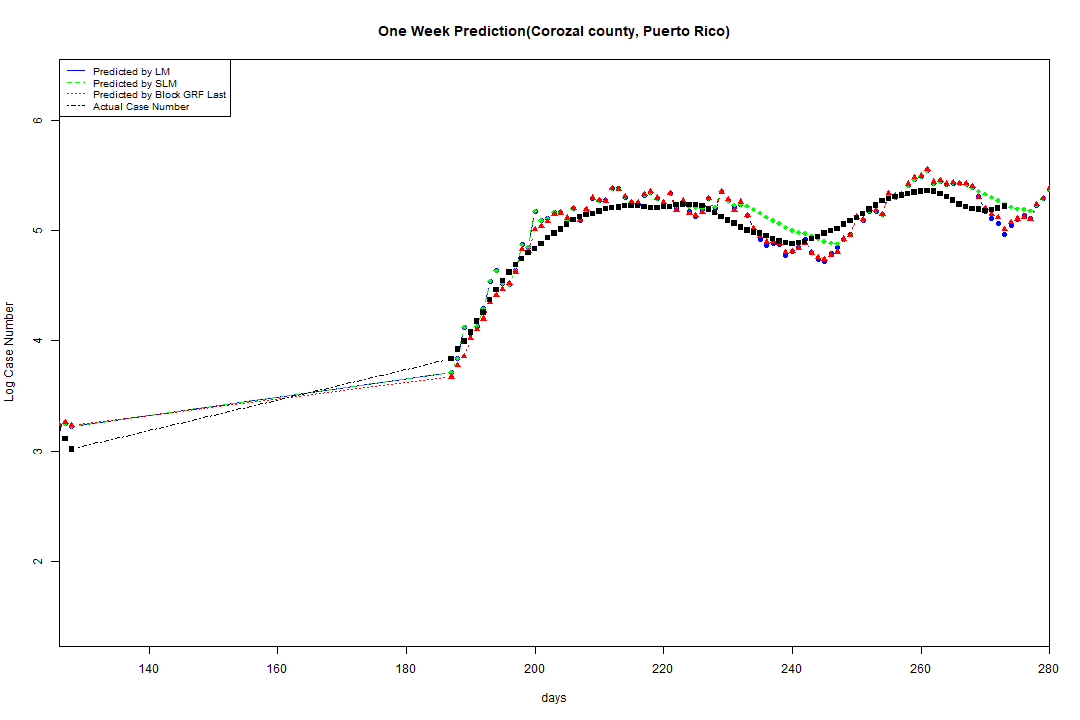 One Week Prediction(Corozal county, Puerto Rico)
Predicted by LM
Predicted by SLM
Predicted by Block GRF Last
Actual Case Number
Log Case Number
6
5
4
3
2
140 160 180 200 220 240 260 280
days